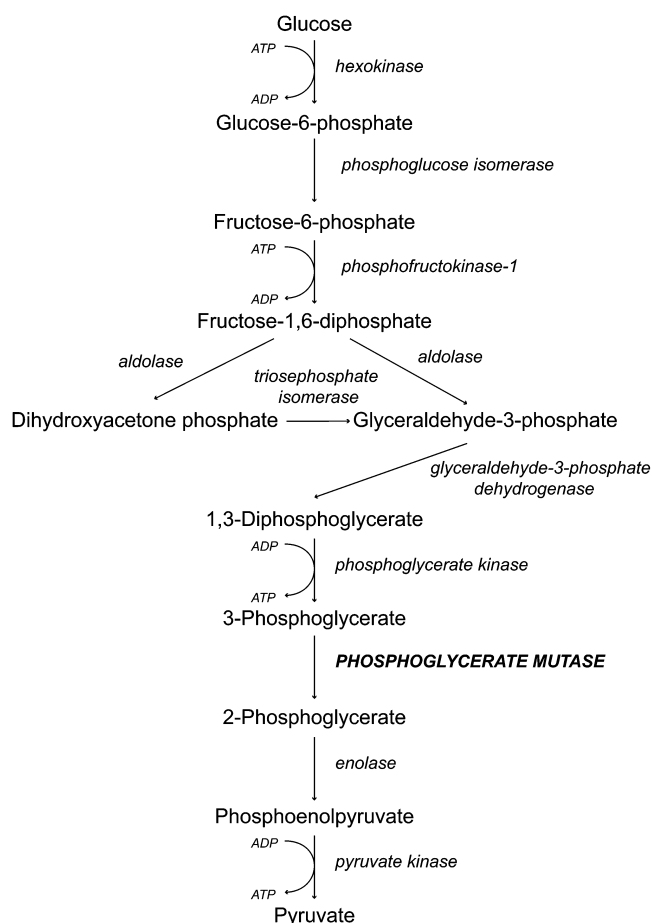 Glucose
ATP
hexokinase
ADP
Glucose-6-phosphate
phosphoglucose isomerase
Fructose-6-phosphate
ATP
phosphofructokinase-1
ADP
Fructose-1,6-diphosphate
aldolase
aldolase
triosephosphate
isomerase
Dihydroxyacetone phosphate
Glyceraldehyde-3-phosphate
glyceraldehyde-3-phosphate
dehydrogenase
1,3-Diphosphoglycerate
ADP
phosphoglycerate kinase
ATP
3-Phosphoglycerate
PHOSPHOGLYCERATE MUTASE
2-Phosphoglycerate
enolase
Phosphoenolpyruvate
ADP
pyruvate kinase
ATP
Pyruvate